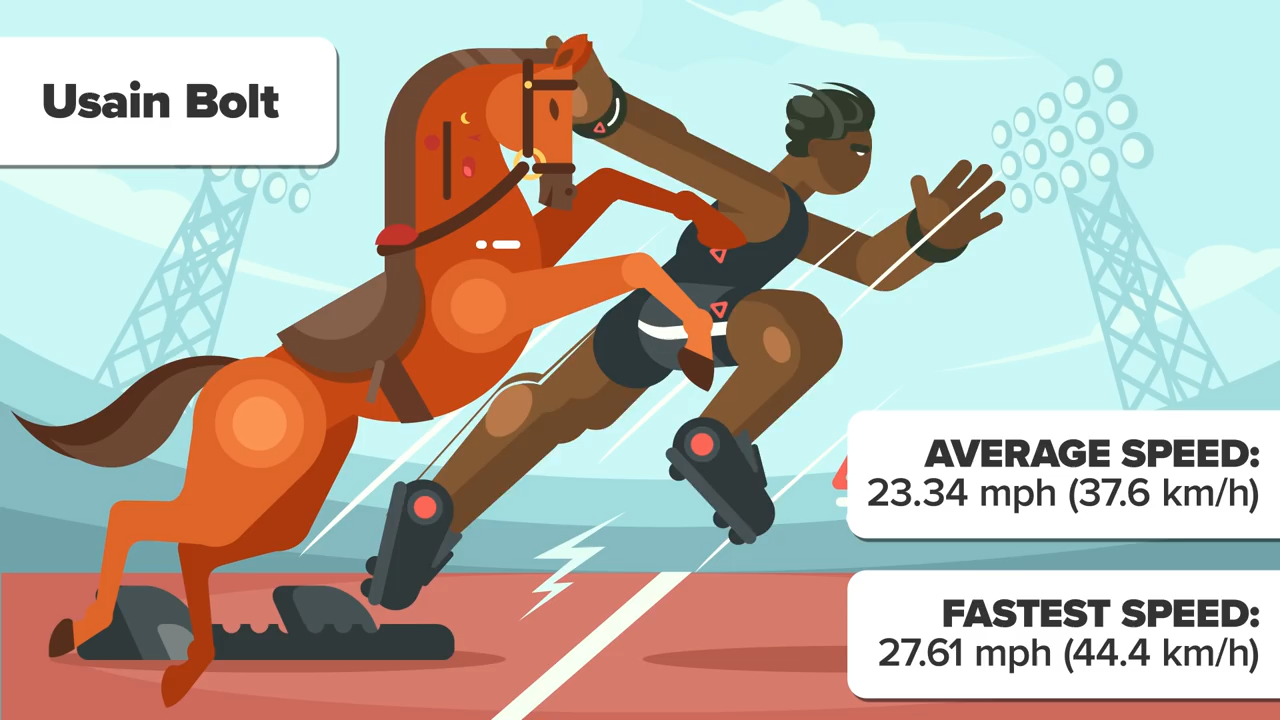 Usain Bolt
AVERAGE SPEED:
23.34 mph (37.6 km/h)
FASTEST SPEED:
27.61 mph (44.4 km/h)